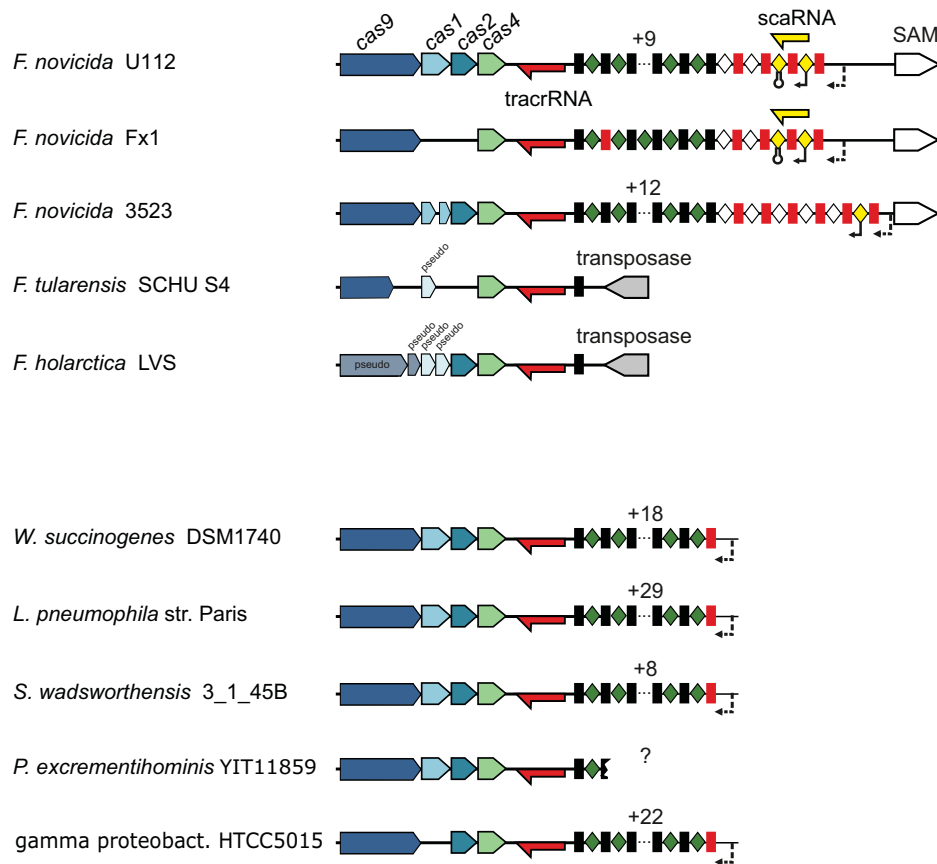 cas9 cas1 cas2 cas4 scaRNA
F. novicida U112 +9 SAM
tracrRNA
F. novicida Fx1
F. novicida 3523 +12
pseudo
F. tularensis SCHU S4 transposase
pseudo
pseudo
pseudo
F. holarctica LVS pseudo transposase
W. succinogenes DSM1740 +18
L. pneumophila str. Paris +29
S. wadsworthensis 3_1_45B +8
P. excrementihominis YIT11859 ?
gamma proteobact. HTCC5015 +22